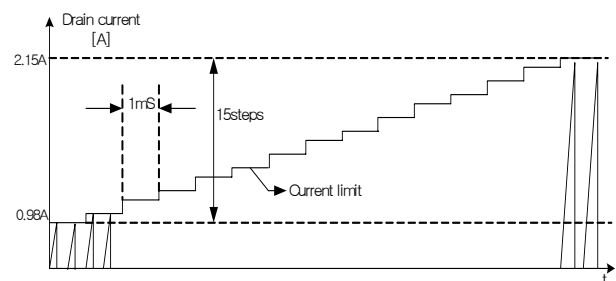 Drain current
[A]
2.15A
1mS
15steps
Current limit
0.98A
t